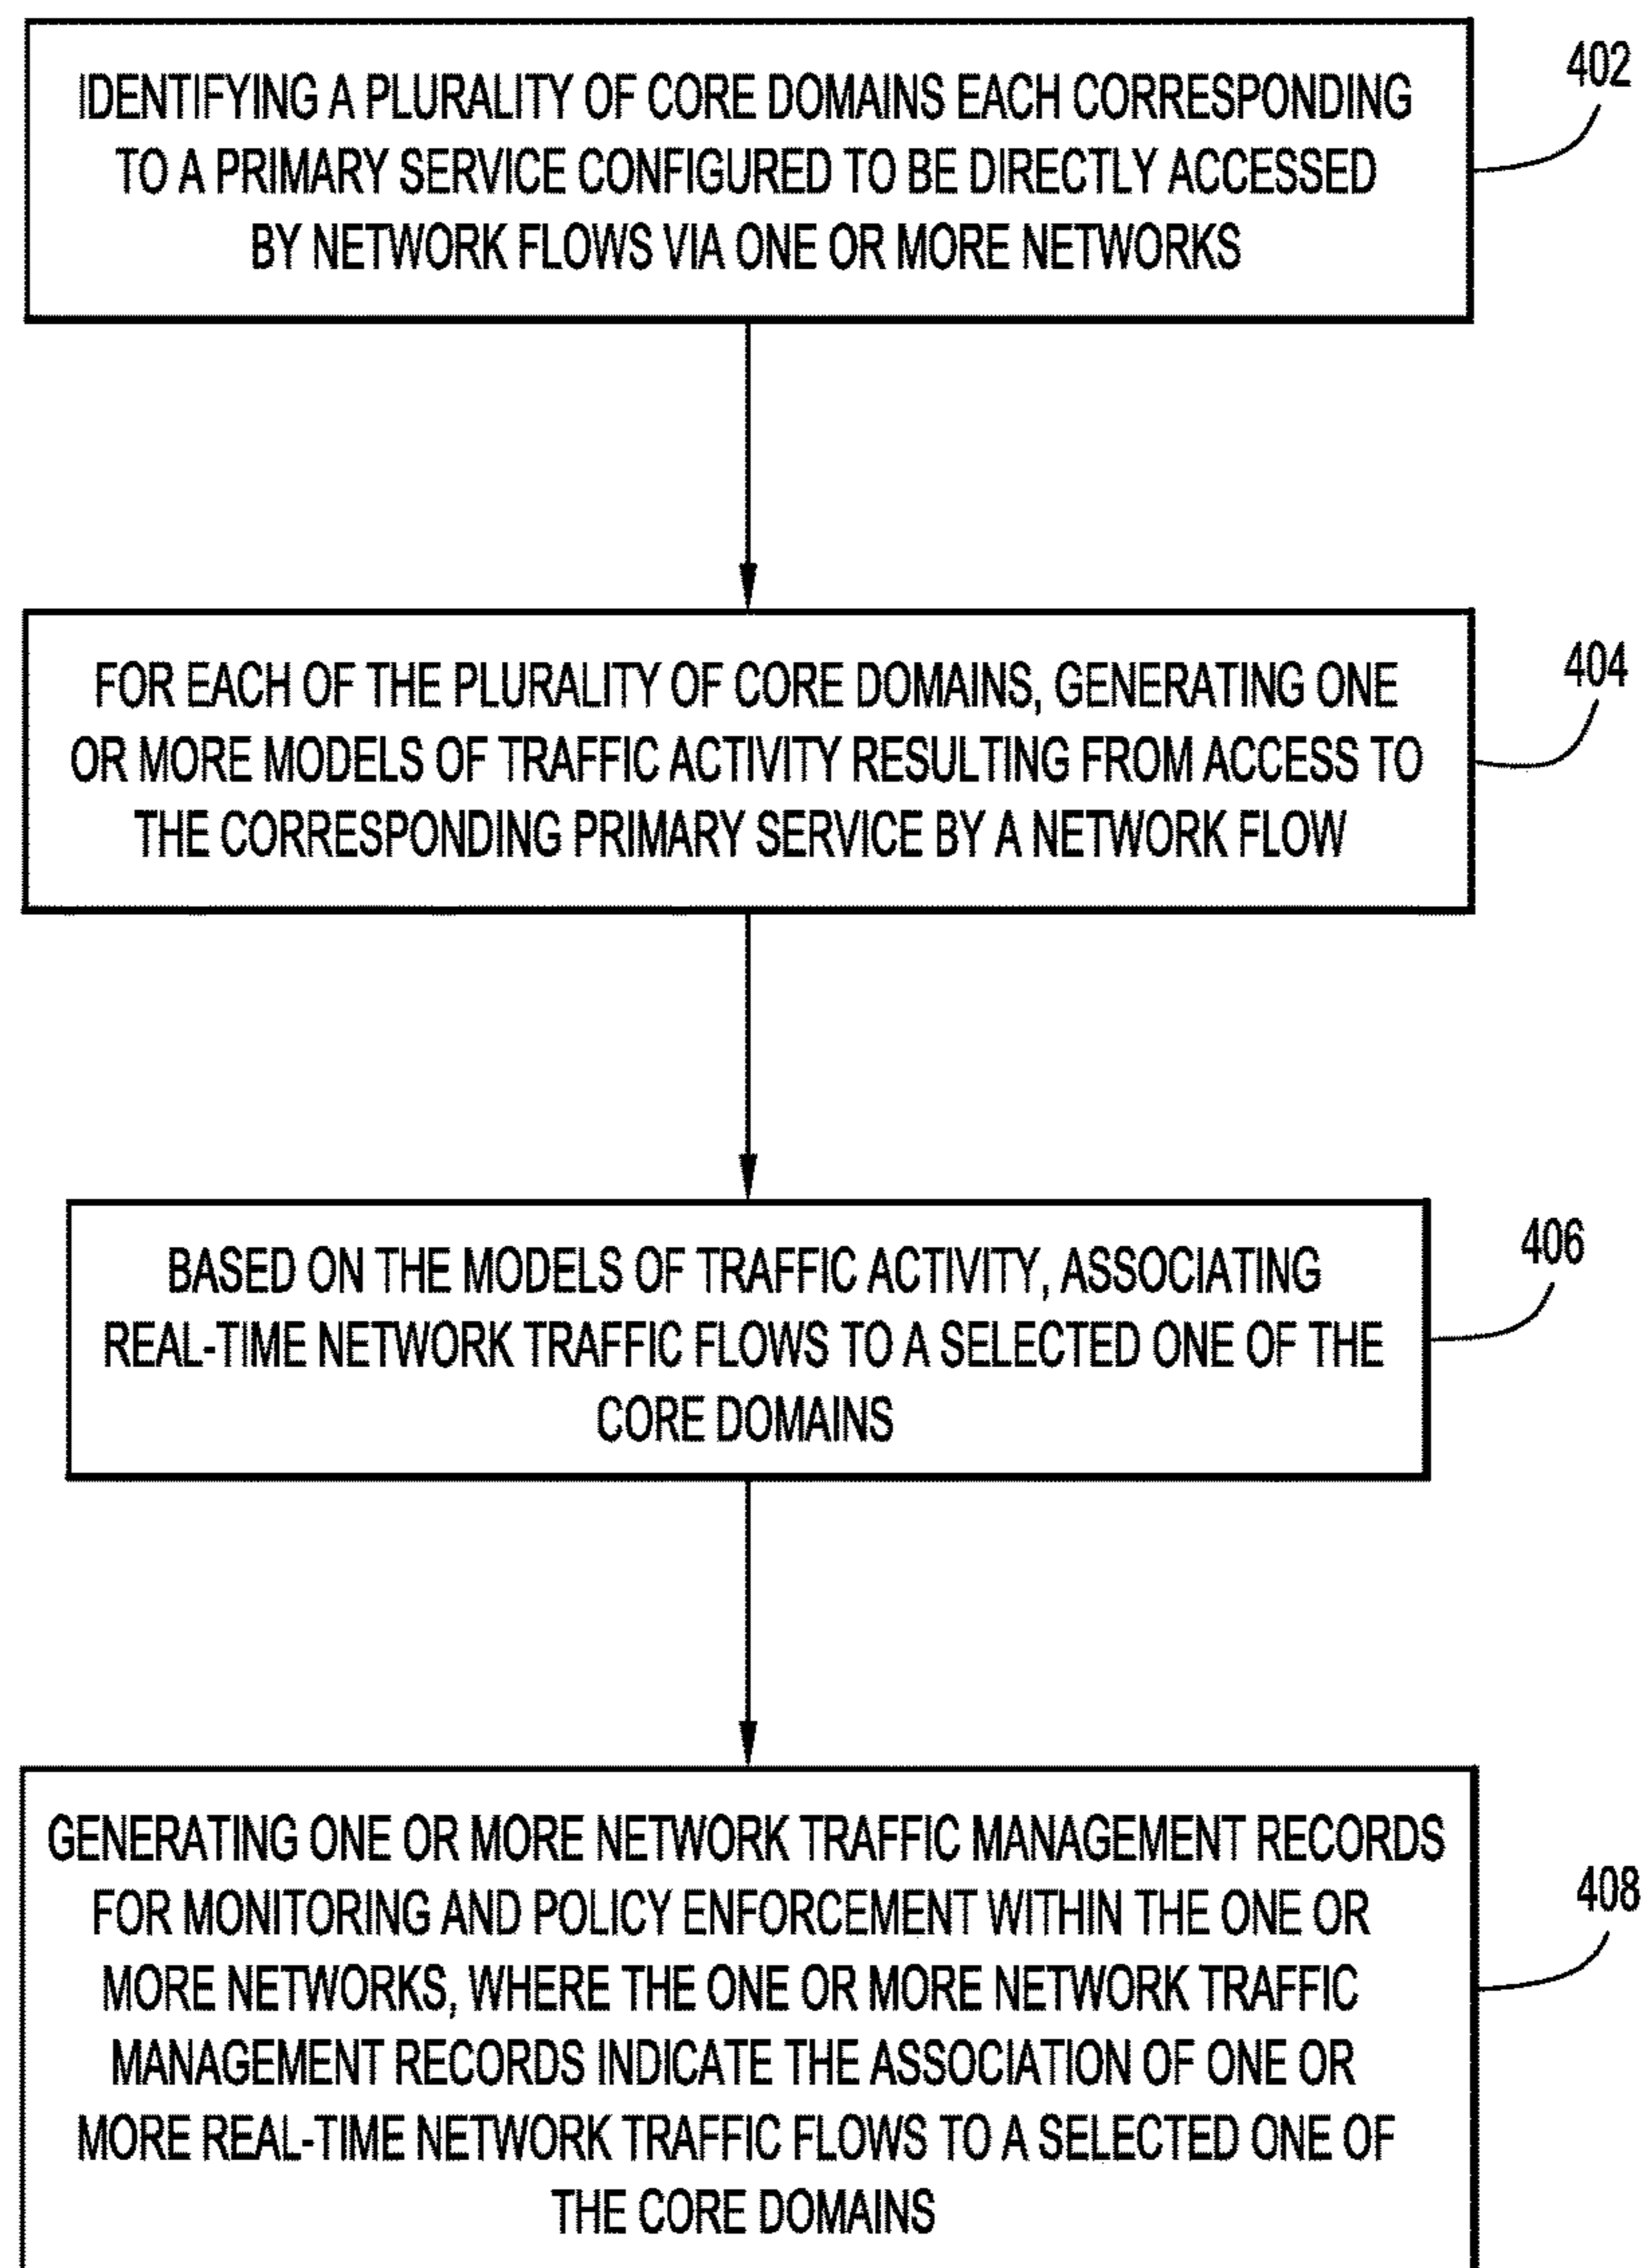 IDENTIFYING A PLURALITY OF CORE DOMAINS EACH CORRESPONDING
TO A PRIMARY SERVICE CONFIGURED TO BE DIRECTLY ACCESSED
BY NETWORK FLOWS VIA ONE OR MORE NETWORKS
402
FOR EACH OF THE PLURALITY OF CORE DOMAINS, GENERATING ONE
OR MORE MODELS OF TRAFFIC ACTIVITY RESULTING FROM ACCESS TO
THE CORRESPONDING PRIMARY SERVICE BY A NETWORK FLOW
404
BASED ON THE MODELS OF TRAFFIC ACTIVITY, ASSOCIATING
REAL-TIME NETWORK TRAFFIC FLOWS TO A SELECTED ONE OF THE
CORE DOMAINS
406
GENERATING ONE OR MORE NETWORK TRAFFIC MANAGEMENT RECORDS
FOR MONITORING AND POLICY ENFORCEMENT WITHIN THE ONE OR
MORE NETWORKS, WHERE THE ONE OR MORE NETWORK TRAFFIC
MANAGEMENT RECORDS INDICATE THE ASSOCIATION OF ONE OR
MORE REAL-TIME NETWORK TRAFFIC FLOWS TO A SELECTED ONE OF
THE CORE DOMAINS
408